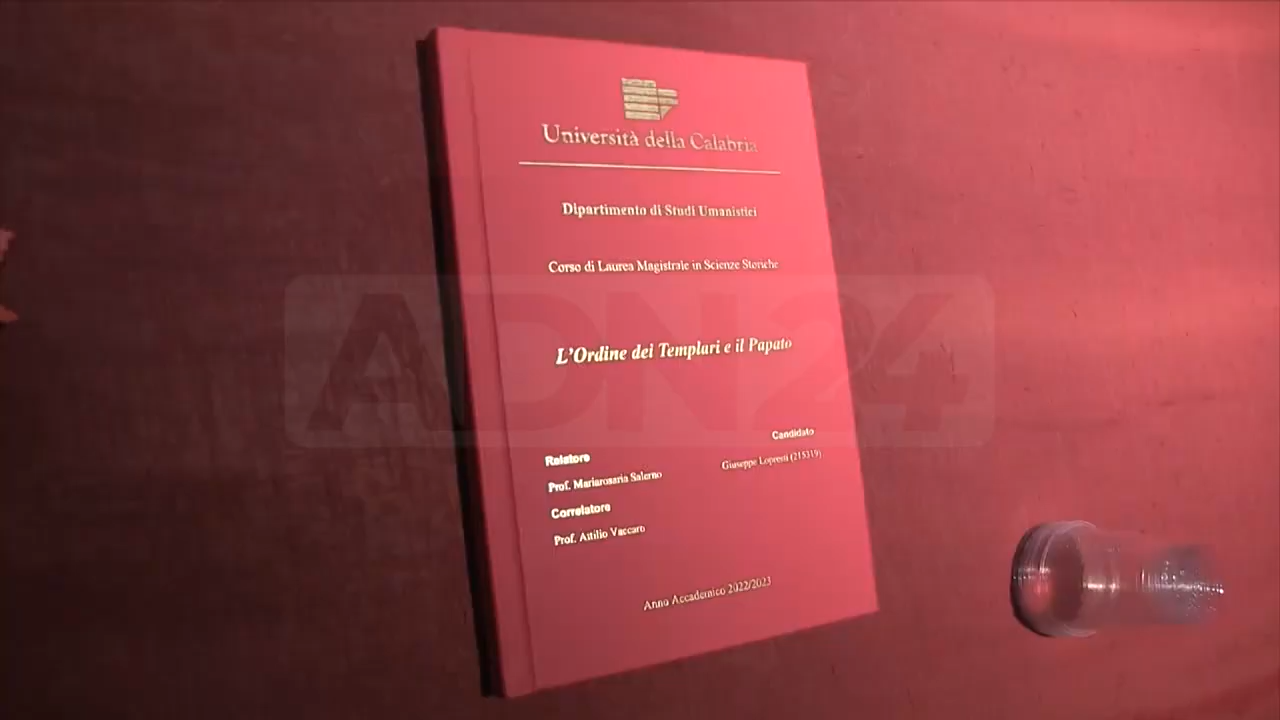 Università della Calabria
Dipartimento di Studi Umanistici
Corso di Laurea Magistrale in Scienze Storiche
L'Ordine dei Templari e il Papato
Candidato
Giuseppe Lopresti (215319)
Relatore
Prof. Mariarosaria Salerno
Correlatore
Prof. Attilio Vaccaro
Anno Accademico 2022/2023
ADN24